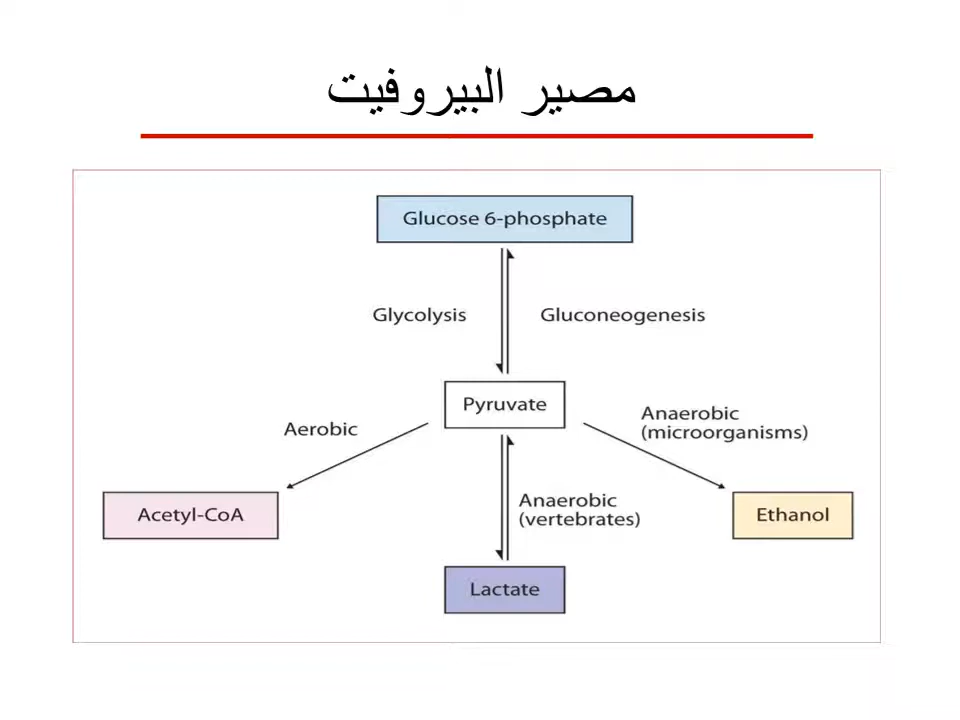 مصير البيروفيت
Glucose 6-phosphate
Glycolysis
Gluconeogenesis
Pyruvate
Aerobic
Anaerobic
(microorganisms)
Acetyl-CoA
Anaerobic
(vertebrates)
Ethanol
Lactate